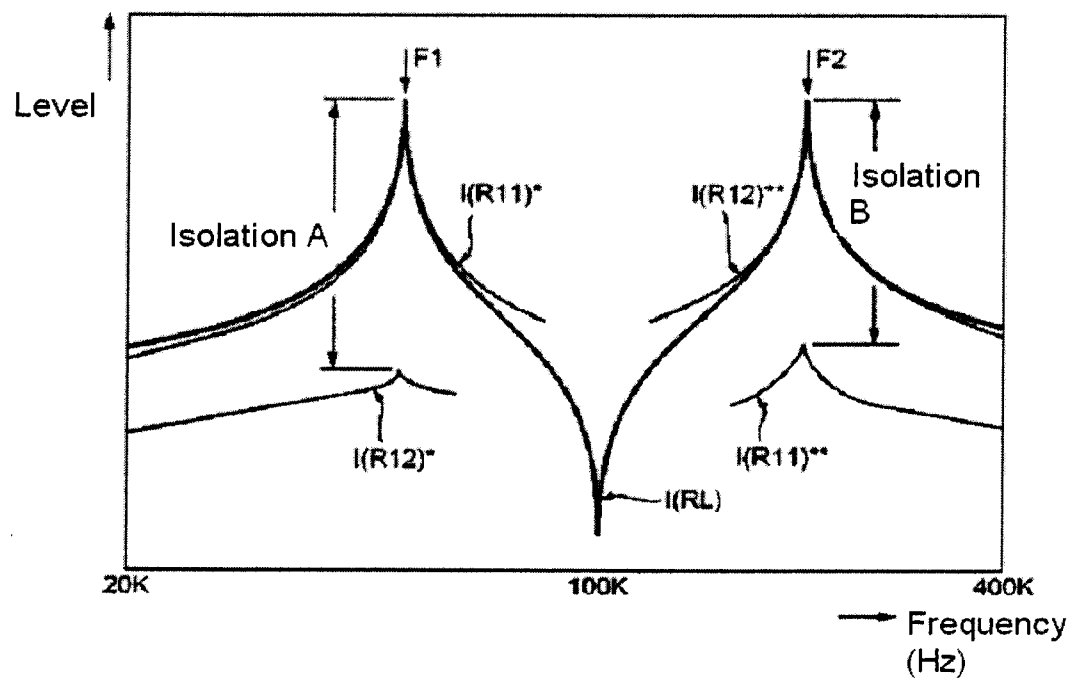 F1
F2
Level
I(R11)*
I(R12)**
Isolation
B
Isolation A
I(R12)*
I(R11)**
I(RL)
20K
100K
400K
Frequency
(Hz)